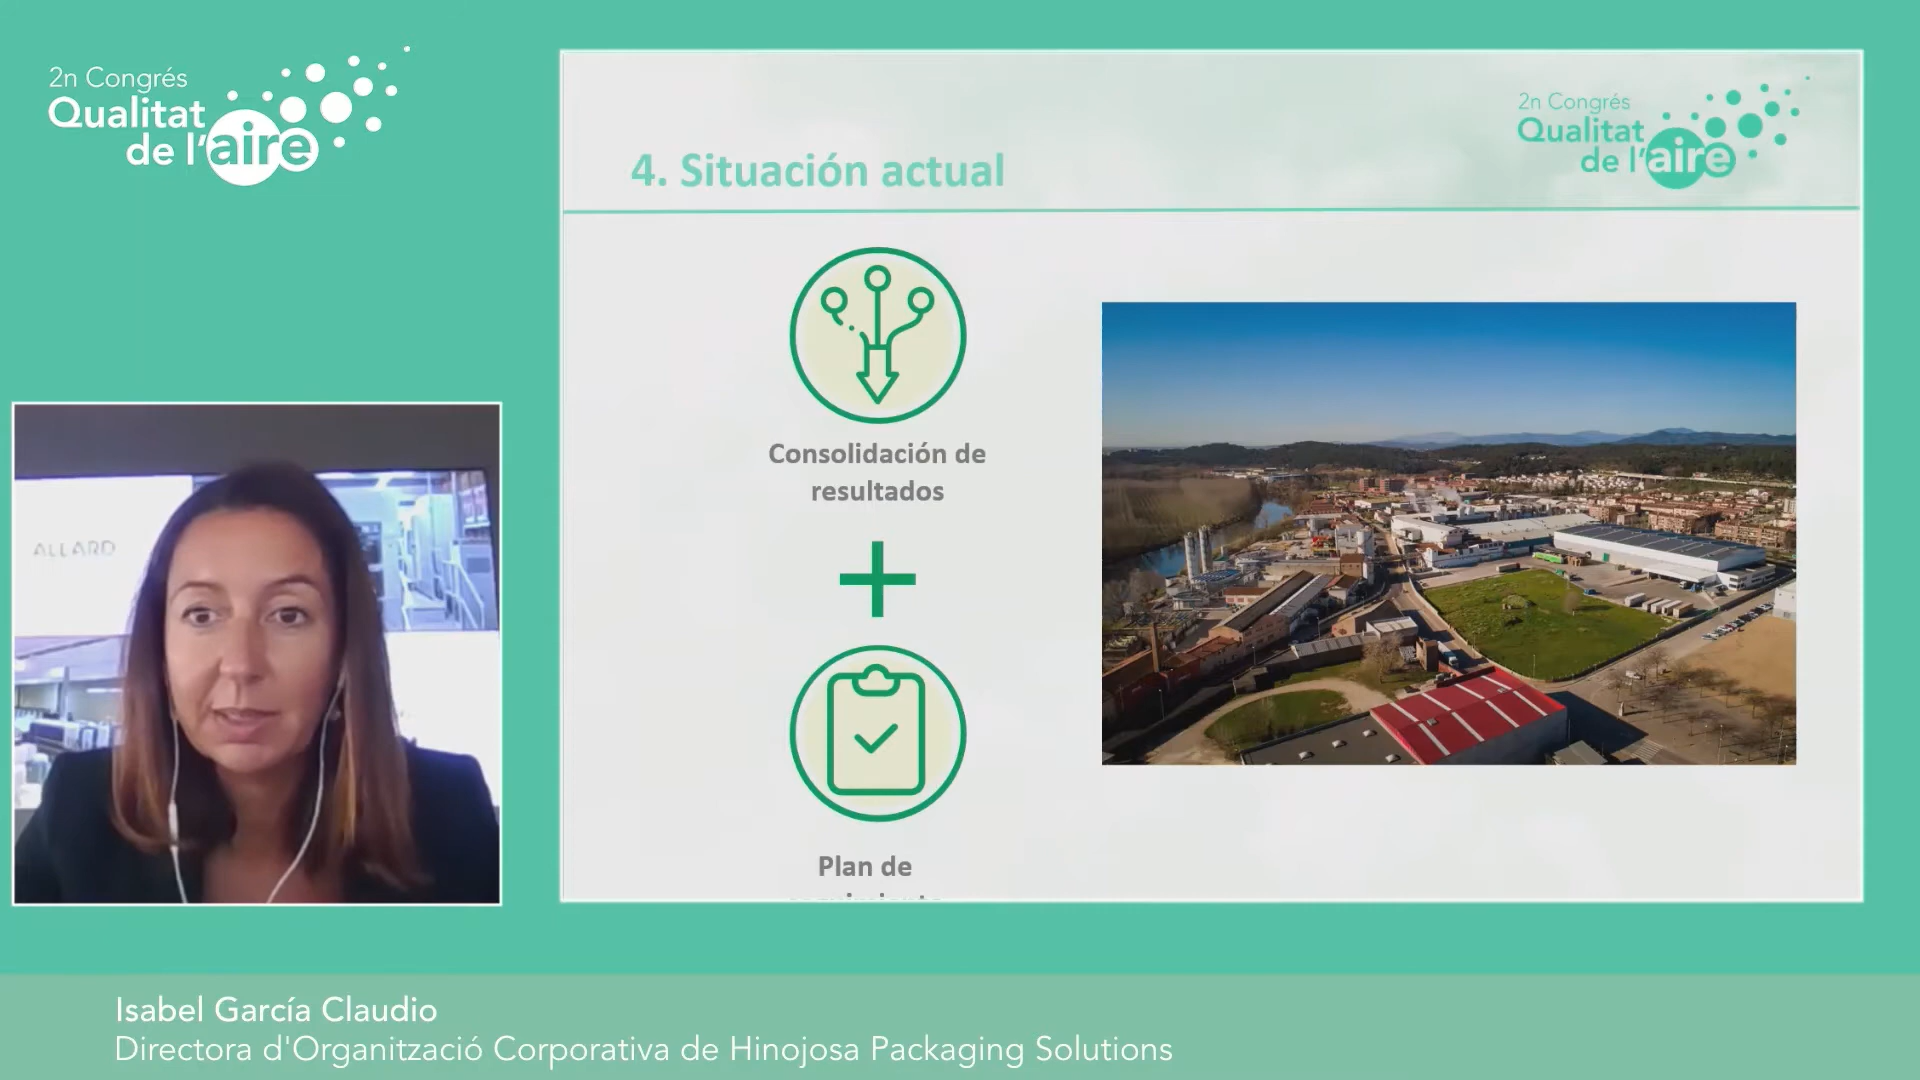 2n Congrés
Qualitat
de l'aire
2n Congrés
Qualitat
de l'aire
4. Situación actual
Consolidación de
resultados
Plan de
ALLARD
Isabel García Claudio
Directora d'Organització Corporativa de Hinojosa Packaging Solutions